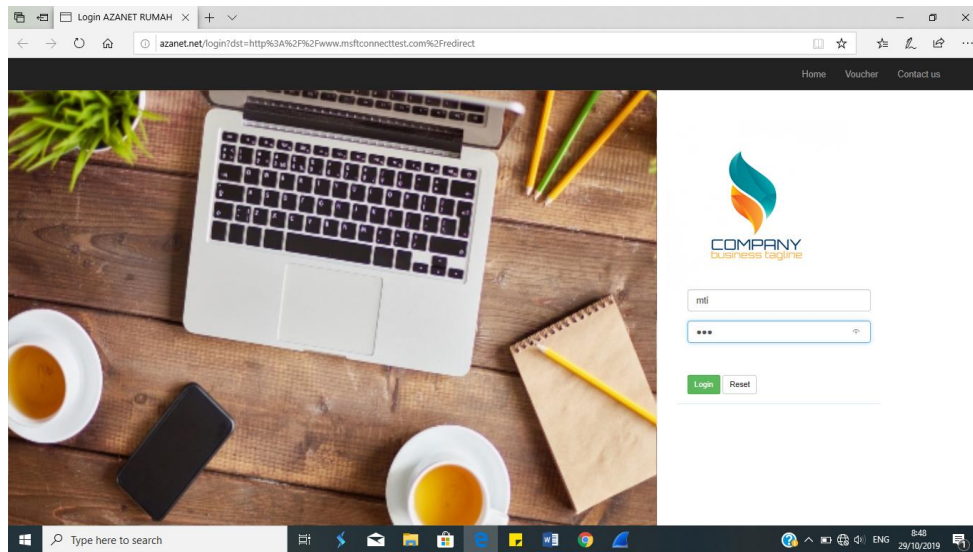 Login AZANET RUMAH
azanet.net/login?dst=http%3A%2F%2Fwww.msftconnecttest.com%2Fredirect
Home Voucher Contact us
COMPANY
business tagline
mti
Login Reset
Type here to search
ENG
8:48
29/10/2019